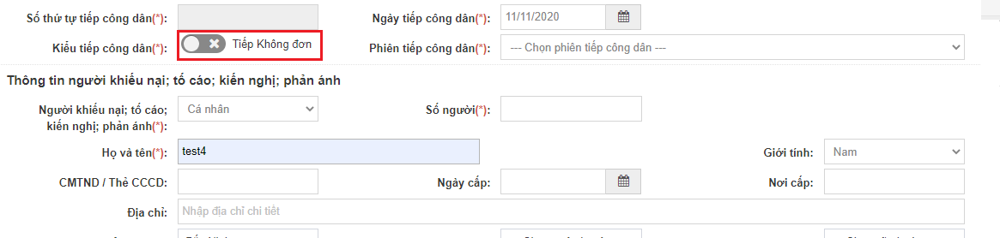 Số thứ tự tiếp công dân(*): Ngày tiếp công dân(*): 11/11/2020
Kiểu tiếp công dân(*): Tiếp Không đơn Phiên tiếp công dân(*): --- Chọn phiên tiếp công dân ---
Thông tin người khiếu nại; tố cáo; kiến nghị; phản ánh
Người khiếu nại; tố cáo; kiến nghị; phản ánh(*): Cá nhân Số người(*):
Họ và tên(*): test4 Giới tính: Nam
CMTND / Thẻ CCCD: Ngày cấp: Nơi cấp:
Địa chỉ: Nhập địa chỉ chi tiết